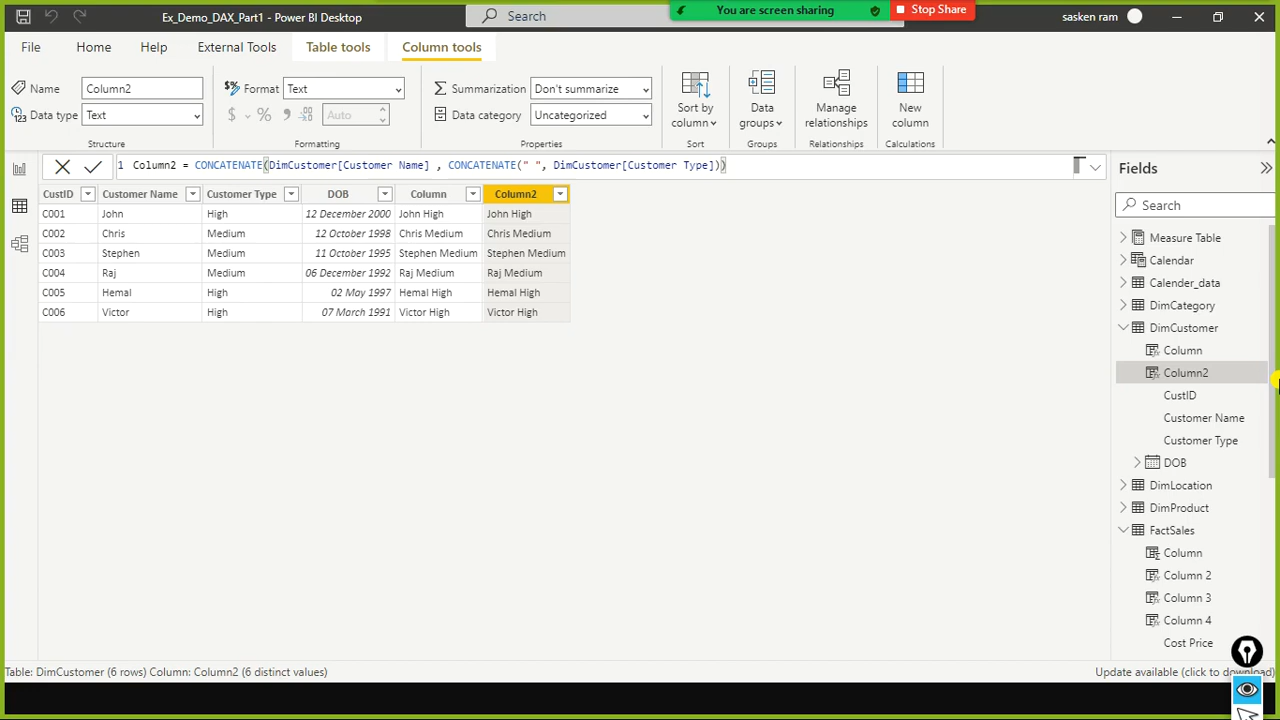 Ex_Demo_DAX_Part1 - Power BI Desktop
Search
You are screen sharing
Stop Share
sasken ram
File
Home
Help
External Tools
Table tools
Column tools
Name
Column2
Format
Text
Summarization
Don't summarize
Data type
Text
$ % 9
Auto
Data category
Uncategorized
Sort by column
Data groups
Manage relationships
New column
Structure
Formatting
Properties
Sort
Groups
Relationships
Calculations
1 Column2 = CONCATENATE(DimCustomer[Customer Name] , CONCATENATE(" ", DimCustomer[Customer Type]))
CustID Customer Name Customer Type DOB Column Column2
C001 John High 12 December 2000 John High John High
C002 Chris Medium 12 October 1998 Chris Medium Chris Medium
C003 Stephen Medium 11 October 1995 Stephen Medium Stephen Medium
C004 Raj Medium 06 December 1992 Raj Medium Raj Medium
C005 Hemal High 02 May 1997 Hemal High Hemal High
C006 Victor High 07 March 1991 Victor High Victor High
Fields
Search
Measure Table
Calendar
Calender_data
DimCategory
DimCustomer
Column
Column2
CustID
Customer Name
Customer Type
DOB
DimLocation
DimProduct
FactSales
Column
Column 2
Column 3
Column 4
Cost Price
Table: DimCustomer (6 rows) Column: Column2 (6 distinct values)
Update available (click to download)